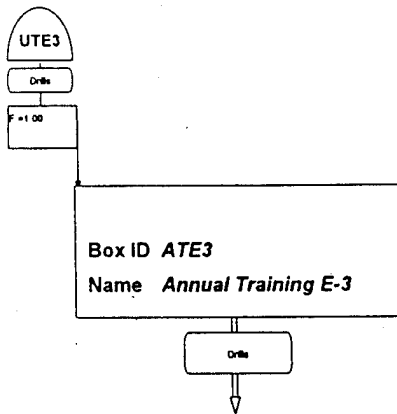 UTE3
Drills
F =1 00
Box ID ATE3
Name Annual Training E-3
Drills